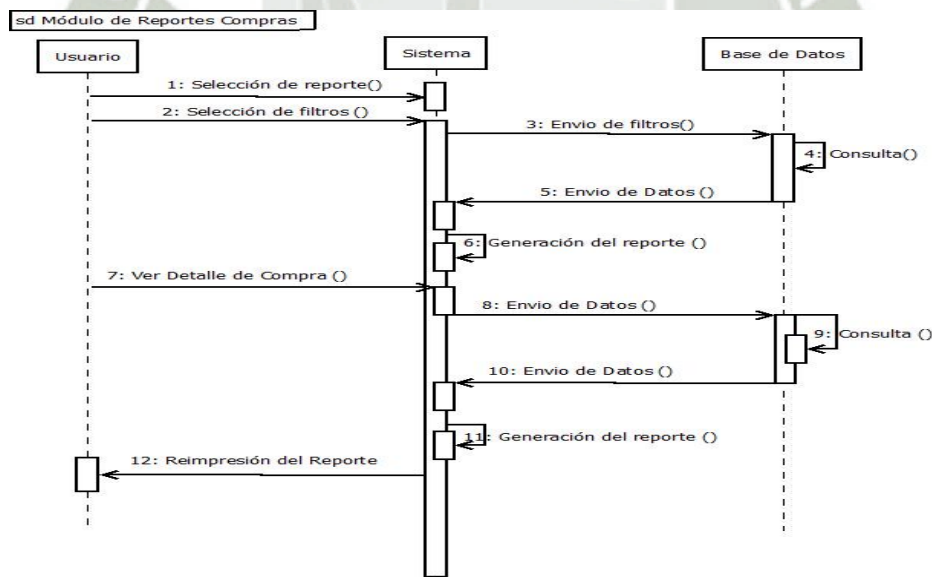 sd Módulo de Reportes Compras
Usuario
Sistema
Base de Datos
1: Selección de reporte()
2: Selección de filtros ()
3: Envio de filtros()
4: Consulta()
5: Envio de Datos ()
6: Generación del reporte ()
7: Ver Detalle de Compra ()
8: Envio de Datos ()
9: Consulta ()
10: Envio de Datos ()
11: Generación del reporte ()
12: Reimpresión del Reporte